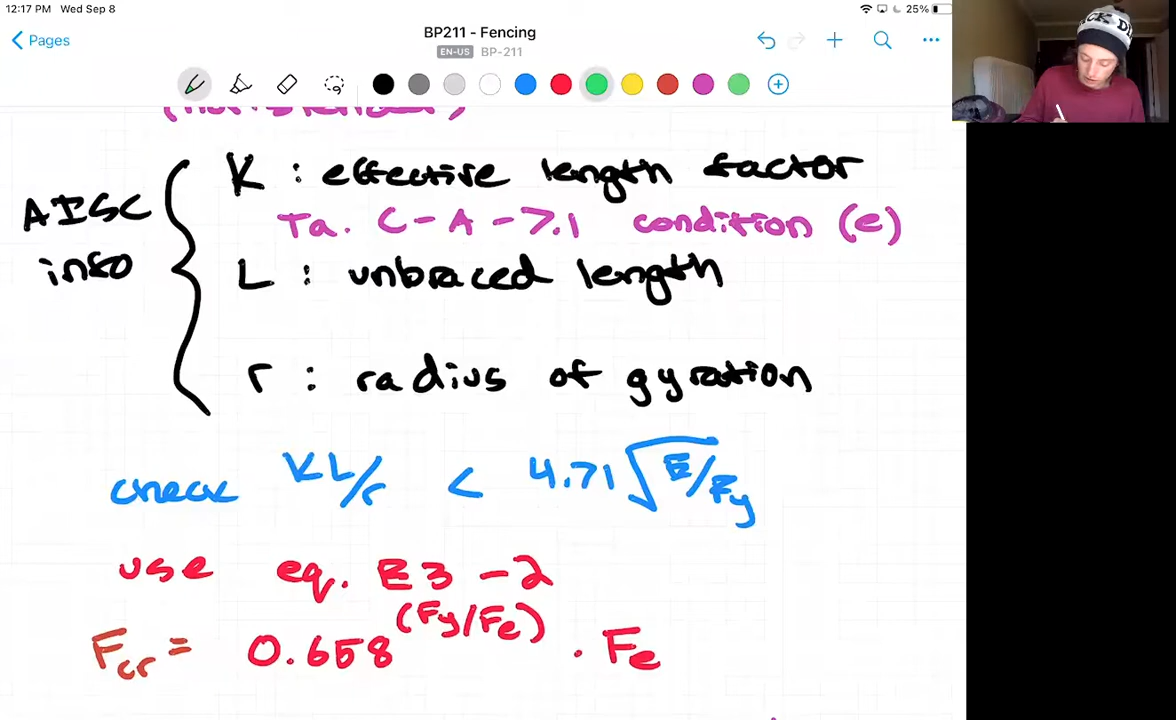 12:17 PM Wed Sep 8
25%
Pages
BP211 - Fencing
EN-US BP-211
K : effective length factor
Ta. C - A - 7.1 condition (e)
AISC
info
L : unbraced length
r : radius of gyration
check KL/r < 4.71 √E/Fy
use eq. E3 - 2
Fcr = 0.658^(Fy/Fe) . Fe